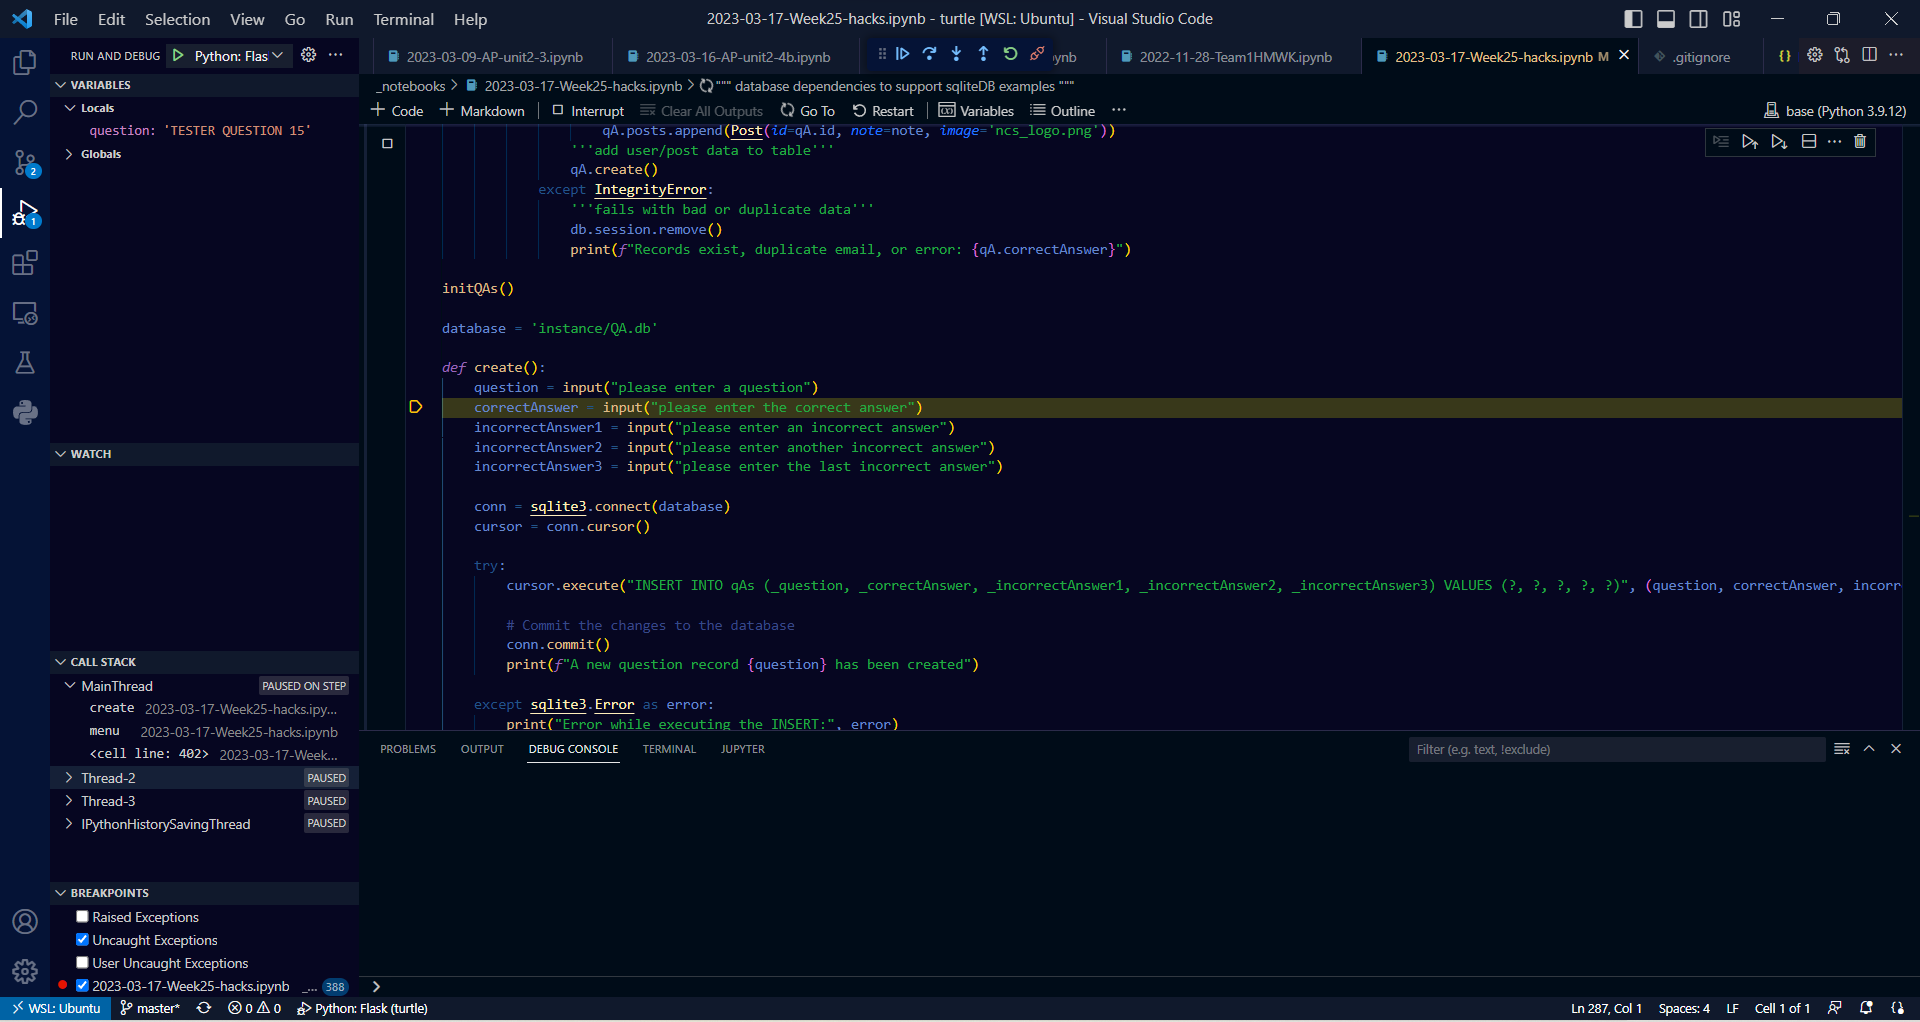 File Edit Selection View Go Run Terminal Help
2023-03-17-Week25-hacks.ipynb - turtle [WSL: Ubuntu] - Visual Studio Code
RUN AND DEBUG Python: Flas
2023-03-09-AP-unit2-3.ipynb 2023-03-16-AP-unit2-4b.ipynb ynb 2022-11-28-Team1HMWK.ipynb 2023-03-17-Week25-hacks.ipynb M .gitignore
_notebooks > 2023-03-17-Week25-hacks.ipynb > """ database dependencies to support sqliteDB examples """
+ Code + Markdown Interrupt Clear All Outputs Go To Restart Variables Outline ···
base (Python 3.9.12)
VARIABLES
Locals
question: 'TESTER QUESTION 15'
Globals
WATCH
CALL STACK
MainThread PAUSED ON STEP
create 2023-03-17-Week25-hacks.ipy...
menu 2023-03-17-Week25-hacks.ipynb
<cell line: 402> 2023-03-17-Week...
Thread-2 PAUSED
Thread-3 PAUSED
IPythonHistorySavingThread PAUSED
BREAKPOINTS
Raised Exceptions
Uncaught Exceptions
User Uncaught Exceptions
2023-03-17-Week25-hacks.ipynb _... 388
2
1
qA.posts.append(Post(id=qA.id, note=note, image='ncs_logo.png'))
'''add user/post data to table'''
qA.create()
except IntegrityError:
'''fails with bad or duplicate data'''
db.session.remove()
print(f"Records exist, duplicate email, or error: {qA.correctAnswer}")
initQAs()
database = 'instance/QA.db'
def create():
question = input("please enter a question")
correctAnswer = input("please enter the correct answer")
incorrectAnswer1 = input("please enter an incorrect answer")
incorrectAnswer2 = input("please enter another incorrect answer")
incorrectAnswer3 = input("please enter the last incorrect answer")
conn = sqlite3.connect(database)
cursor = conn.cursor()
try:
cursor.execute("INSERT INTO qAs (_question, _correctAnswer, _incorrectAnswer1, _incorrectAnswer2, _incorrectAnswer3) VALUES (?, ?, ?, ?, ?)", (question, correctAnswer, incorr
# Commit the changes to the database
conn.commit()
print(f"A new question record {question} has been created")
except sqlite3.Error as error:
print("Error while executing the INSERT:", error)
PROBLEMS OUTPUT DEBUG CONSOLE TERMINAL JUPYTER
Filter (e.g. text, !exclude)
WSL: Ubuntu master* 0 0 Python: Flask (turtle)
Ln 287, Col 1 Spaces: 4 LF Cell 1 of 1